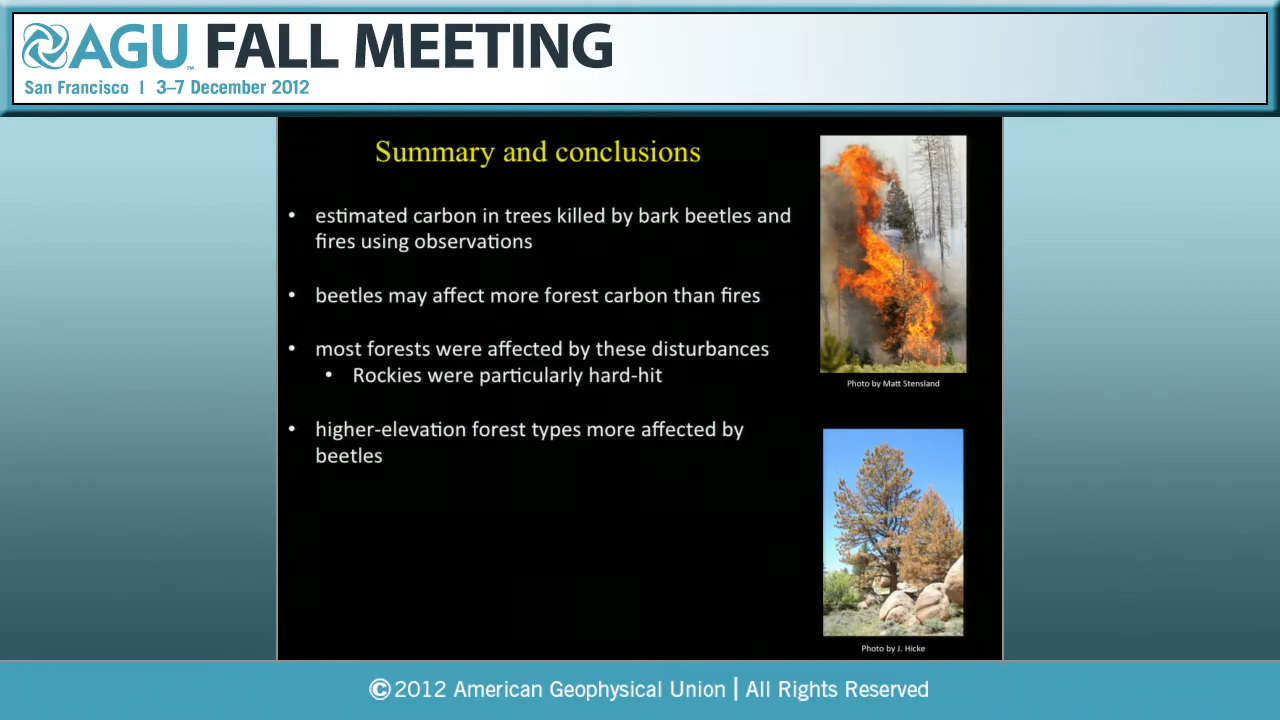 AGU™ FALL MEETING
San Francisco | 3–7 December 2012
Summary and conclusions
• estimated carbon in trees killed by bark beetles and
fires using observations
• beetles may affect more forest carbon than fires
• most forests were affected by these disturbances
• Rockies were particularly hard-hit
• higher-elevation forest types more affected by
beetles
Photo by Matt Stensland
Photo by J. Hicke
©2012 American Geophysical Union | All Rights Reserved